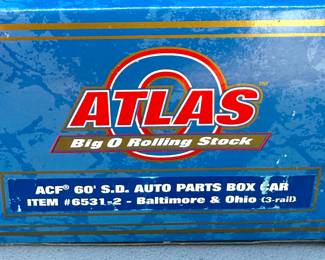 ATLAS
Big O Rolling Stock
ACF® 60' S.D. AUTO PARTS BOX CAR
ITEM #6531-2 - Baltimore & Ohio (3-rail)